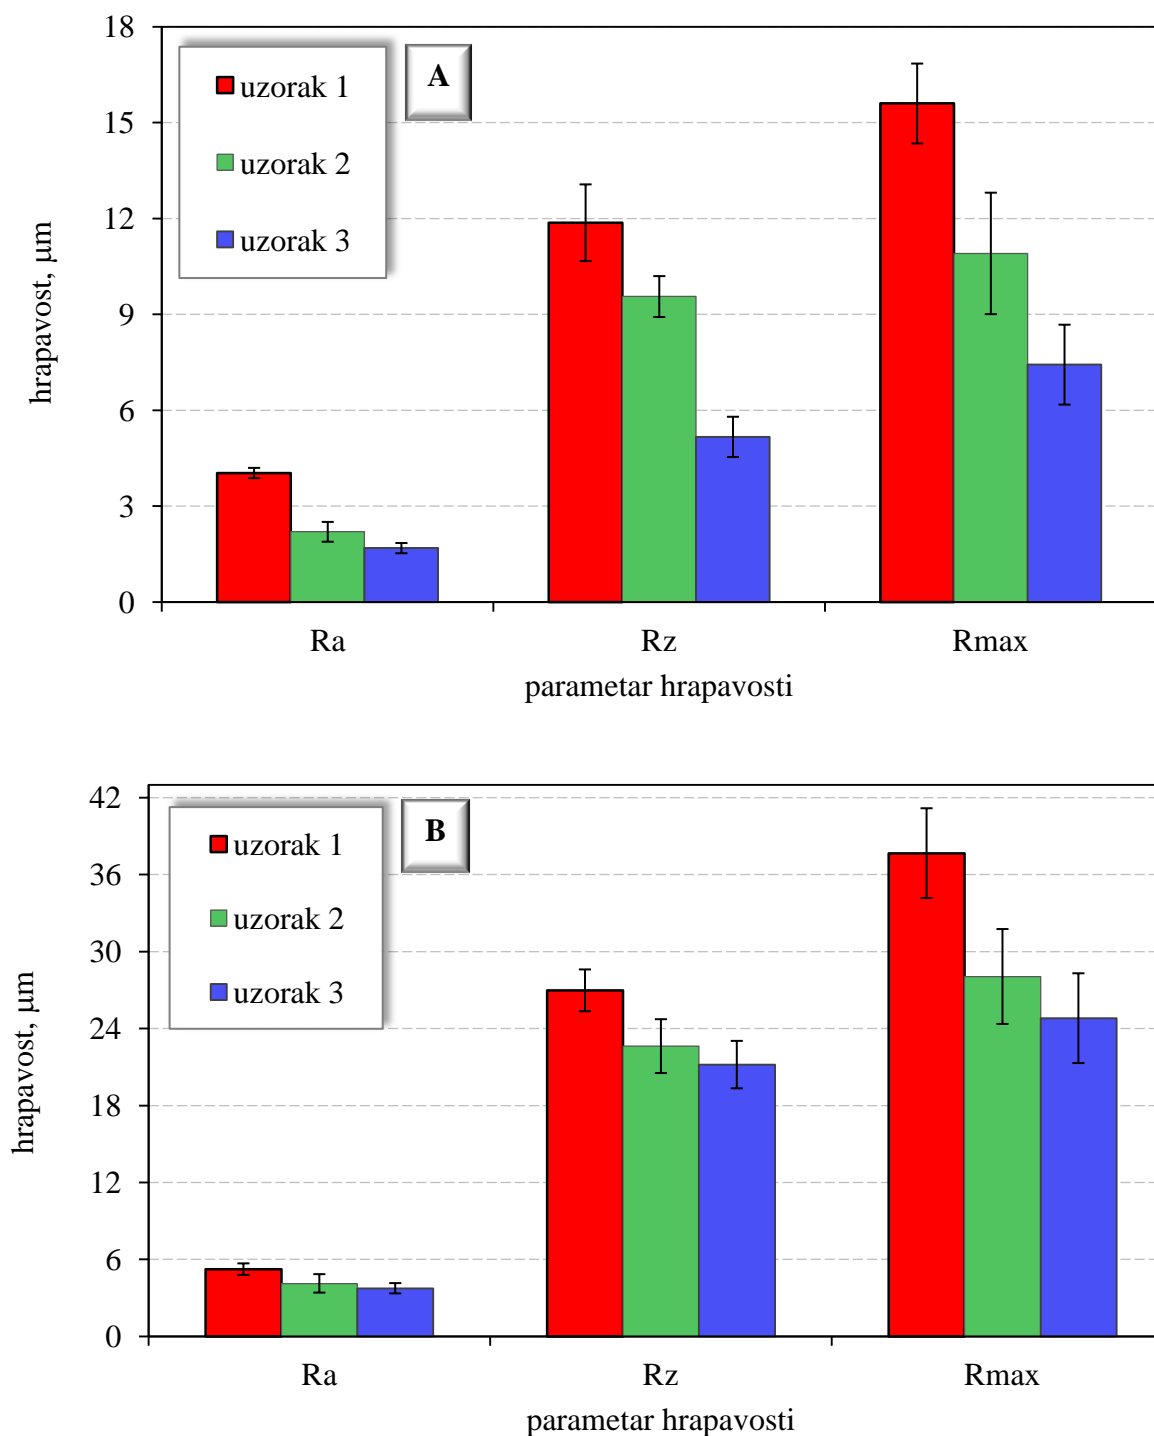 18
15
12
9
6
3
0
hrapavost, μm
uzorak 1
uzorak 2
uzorak 3
A
Ra Rz Rmax
parametar hrapavosti
42
36
30
24
18
12
6
0
hrapavost, μm
uzorak 1
uzorak 2
uzorak 3
B
Ra Rz Rmax
parametar hrapavosti